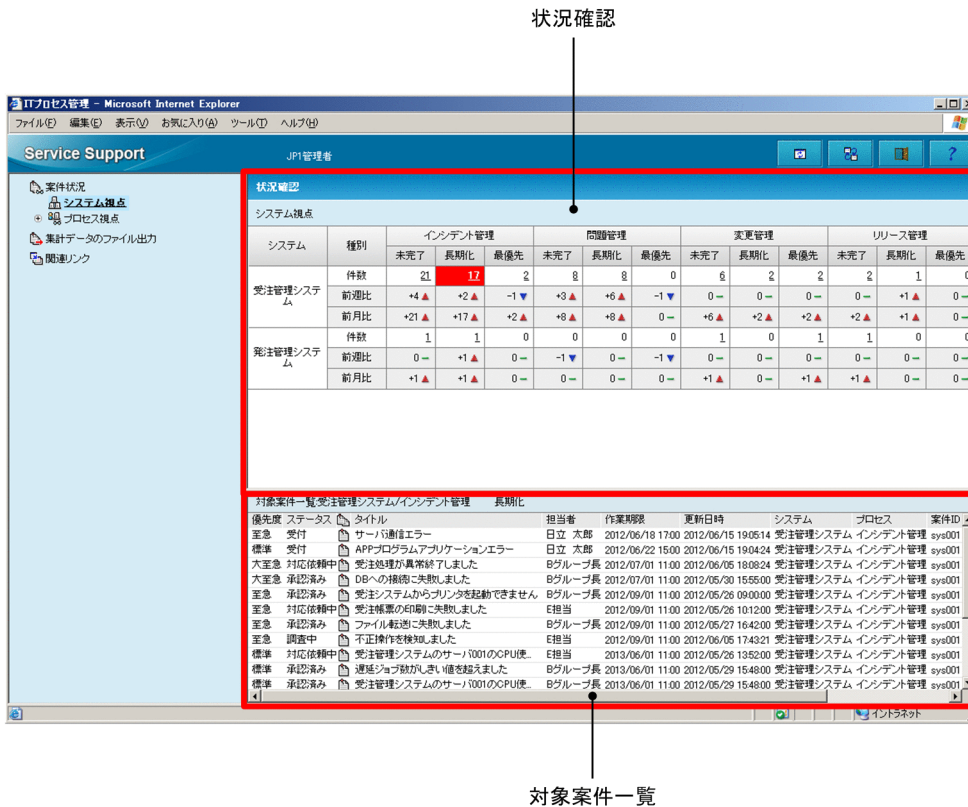 状況確認
ITプロセス管理 - Microsoft Internet Explorer
ファイル(F) 編集(E) 表示(V) お気に入り(A) ツール(T) ヘルプ(H)
Service Support JP1管理者 ?
案件状況
システム視点
プロセス視点
集計データのファイル出力
関連リンク
状況確認
システム視点
システム 種別 インシデント管理 問題管理 変更管理 リリース管理
未完了 長期化 最優先 未完了 長期化 最優先 未完了 長期化 最優先 未完了 長期化 最優先
受注管理システム 件数 21 17 2 8 8 0 6 2 2 2 1 0
前週比 +4▲ +2▲ -1▼ +3▲ +6▲ -1▼ 0- 0- 0- 0- +1▲ 0-
前月比 +21▲ +17▲ +2▲ +8▲ +8▲ 0- +6▲ +2▲ +2▲ +2▲ +1▲ 0-
発注管理システム 件数 1 1 0 0 0 0 1 0 1 1 0 0
前週比 0- +1▲ 0- -1▼ 0- -1▼ 0- 0- 0- 0- 0- 0-
前月比 +1▲ +1▲ 0- 0- 0- 0- +1▲ 0- +1▲ +1▲ 0- 0-
対象案件一覧:受注管理システム/インシデント管理 長期化
優先度 ステータス タイトル 担当者 作業期限 更新日時 システム プロセス 案件ID
至急 受付 サーバ通信エラー 日立 太郎 2012/06/18 17:00 2012/06/15 19:05:14 受注管理システム インシデント管理 sys001
標準 受付 APPプログラムアプリケーションエラー 日立 太郎 2012/06/22 15:00 2012/06/15 19:04:24 受注管理システム インシデント管理 sys001
大至急 対応依頼中 受注処理が異常終了しました Bグループ長 2012/07/01 11:00 2012/06/05 18:08:24 受注管理システム インシデント管理 sys001
大至急 承認済み DBへの接続に失敗しました Bグループ長 2012/07/01 11:00 2012/05/30 15:55:00 受注管理システム インシデント管理 sys001
至急 承認済み 受注システムからプリンタを起動できません Bグループ長 2012/09/01 11:00 2012/05/26 09:00:00 受注管理システム インシデント管理 sys001
至急 対応依頼中 受注帳票の印刷に失敗しました E担当 2012/09/01 11:00 2012/05/26 10:12:00 受注管理システム インシデント管理 sys001
至急 承認済み ファイル転送に失敗しました Bグループ長 2012/09/01 11:00 2012/05/27 16:42:00 受注管理システム インシデント管理 sys001
至急 調査中 不正操作を検知しました E担当 2012/09/01 11:00 2012/06/05 17:43:21 受注管理システム インシデント管理 sys001
標準 対応依頼中 受注管理システムのサーバ001のCPU使... E担当 2013/06/01 11:00 2012/05/26 13:52:00 受注管理システム インシデント管理 sys001
標準 承認済み 遅延ジョブ数がしきい値を超えました Bグループ長 2013/06/01 11:00 2012/05/29 15:48:00 受注管理システム インシデント管理 sys001
標準 承認済み 受注管理システムのサーバ001のCPU使... Bグループ長 2013/06/01 11:00 2012/05/29 15:48:00 受注管理システム インシデント管理 sys001
イントラネット
対象案件一覧